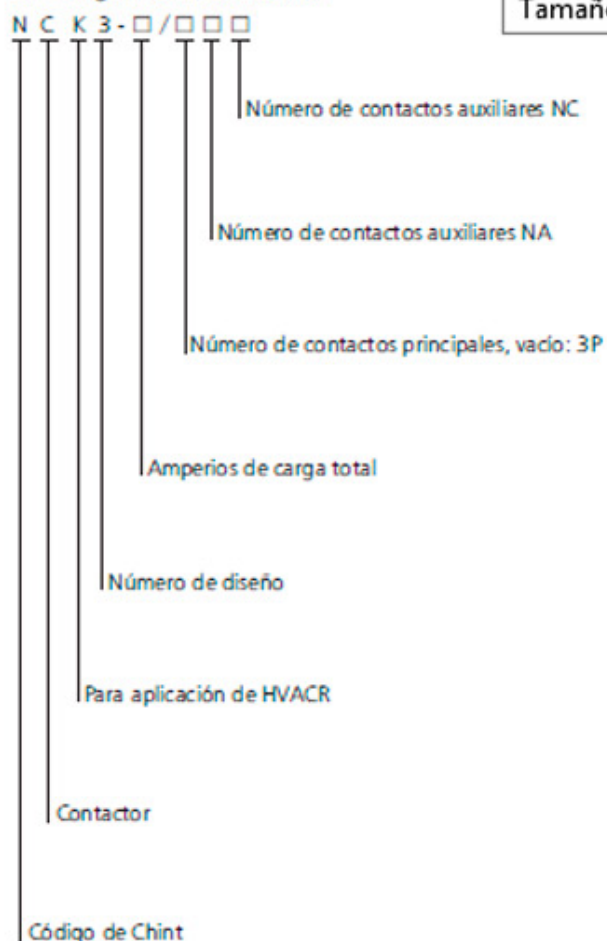 Tamaño
N C K 3 - □ / □ □ □
Número de contactos auxiliares NC
Número de contactos auxiliares NA
Número de contactos principales, vacío: 3P
Amperios de carga total
Número de diseño
Para aplicación de HVACR
Contactor
Código de Chint